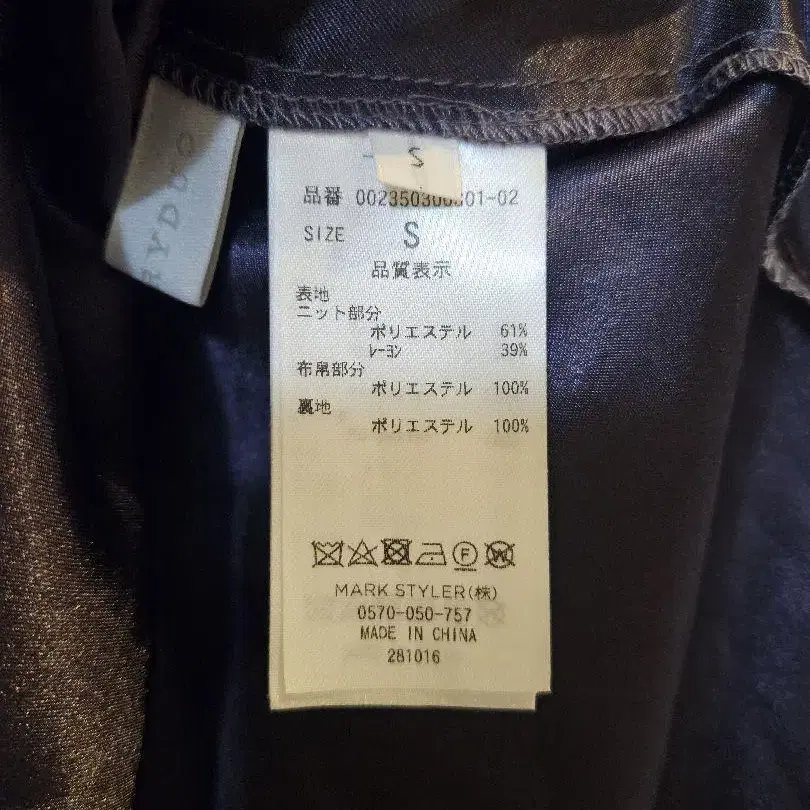 S
品番 002350300801-02
SIZE S
品質表示
表地
ニット部分
ポリエステル 61%
レーヨン 39%
布帛部分
ポリエステル 100%
裏地
ポリエステル 100%
F W
MARK STYLER(株)
0570-050-757
MADE IN CHINA
281016